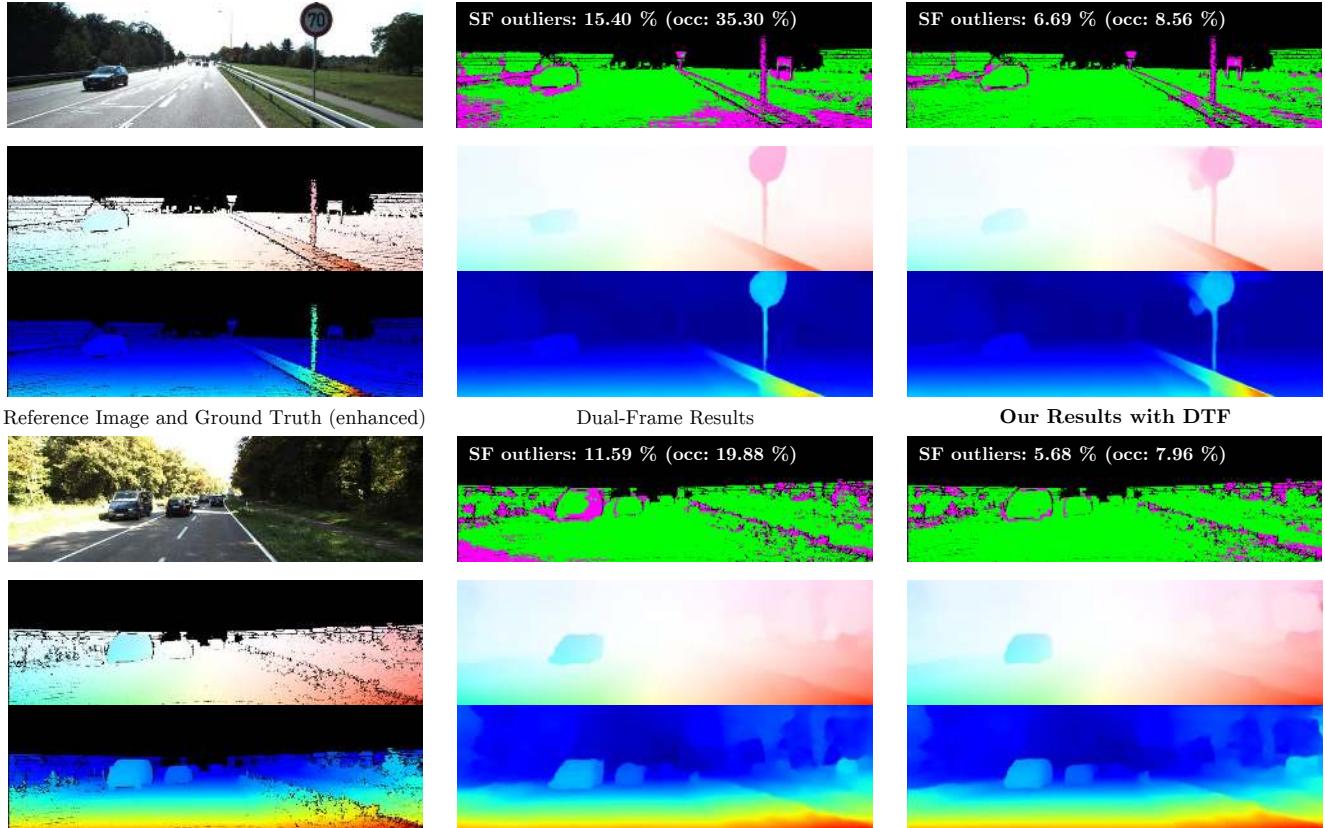 70
SF outliers: 15.40 % (occ: 35.30 %)
SF outliers: 6.69 % (occ: 8.56 %)
Reference Image and Ground Truth (enhanced)
Dual-Frame Results
Our Results with DTF
SF outliers: 11.59 % (occ: 19.88 %)
SF outliers: 5.68 % (occ: 7.96 %)